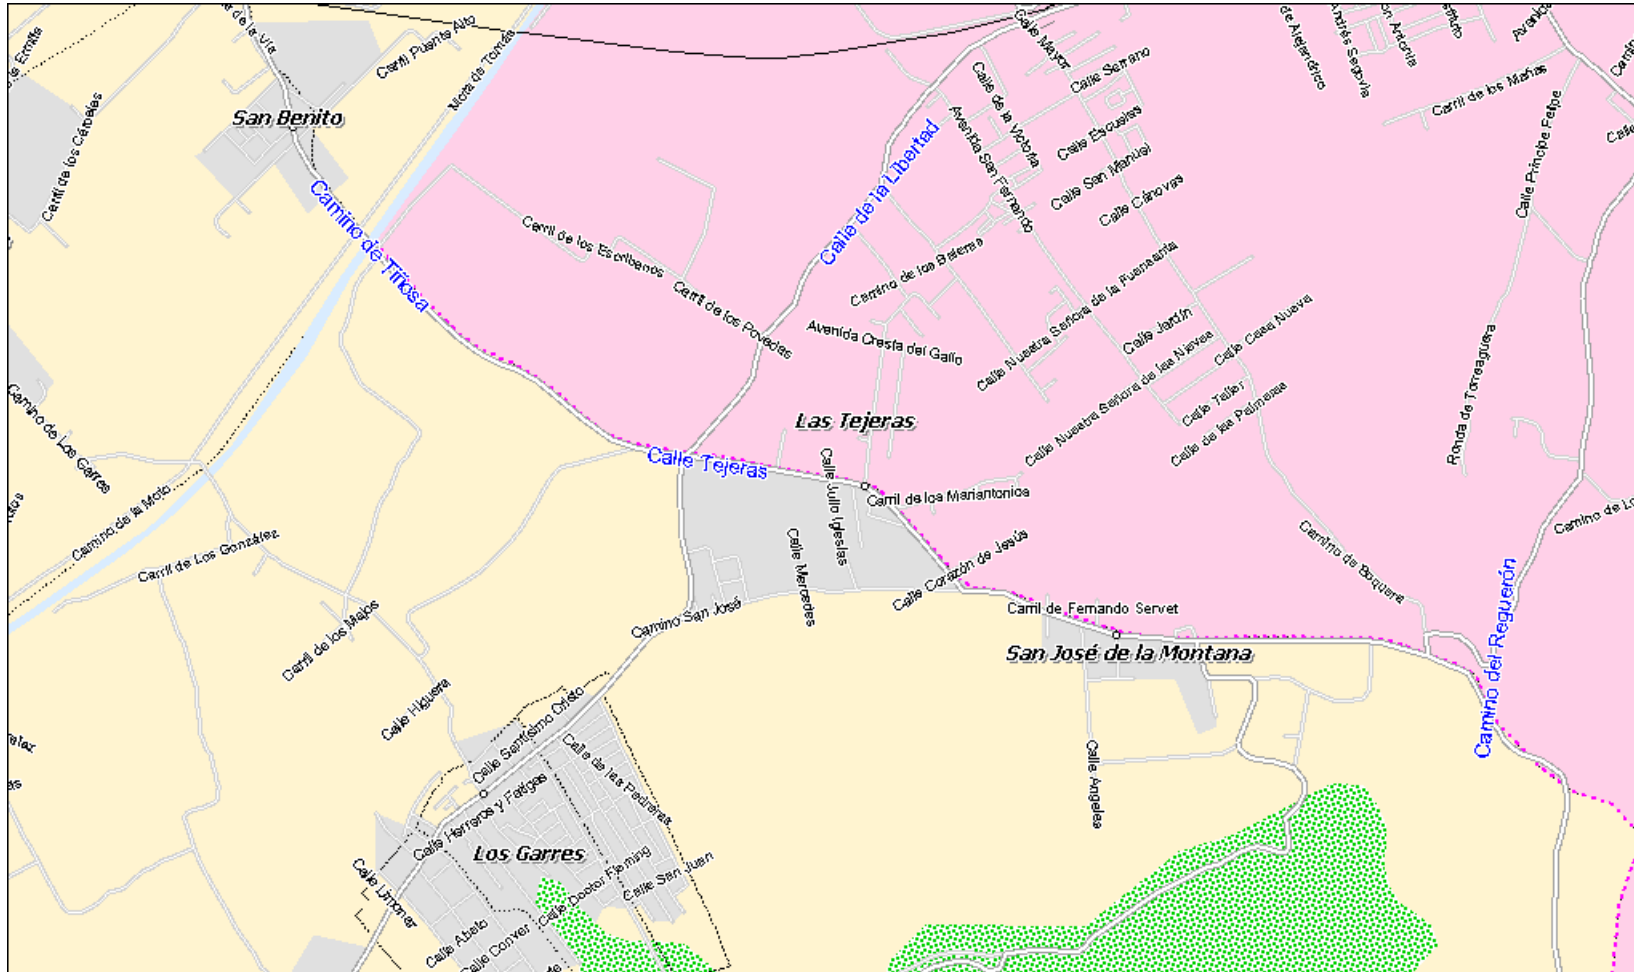 Carril Puente Alto
Mota de Tomás
Calle Mayor
Calle Serrano
Andrés Segovia
Carril de los Mañas
San Benito
Carril de los Cárceles
Calle de la Libertad
Avenida San Fernando
Calle de la Victoria
Calle Escuelas
Calle San Manuel
Calle Cánovas
Calle Príncipe Felipe
Camino de Tiñosa
Carril de los Escribanos
Carril de los Povedas
Camino de los Baleras
Avenida Cresta del Gallo
Calle Nuestra Señora de la Fuensanta
Calle Jardín
Calle Nuestra Señora de las Nieves
Calle Casa Nueva
Calle Taller
Calle de las Palmeras
Ronda de Torreaguera
Camino de Los Garres
Las Tejeras
Calle Tejeras
Calle Julio Iglesias
Carril de los Mariantonios
Camino de la Moto
Carril de Los González
Calle Mercedes
Calle Corazón de Jesús
Camino de Boquera
Camino del Reguerón
Camino San José
Carril de Fernando Servet
San José de la Montana
Carril de los Majos
Calle Higuera
Calle Santísimo Cristo
Calle de las Pedreras
Calle Angeles
Calle Herreros y Fatigas
Los Garres
Calle Limonar
Calle Doctor Fleming
Calle San Juan
Calle Abeto